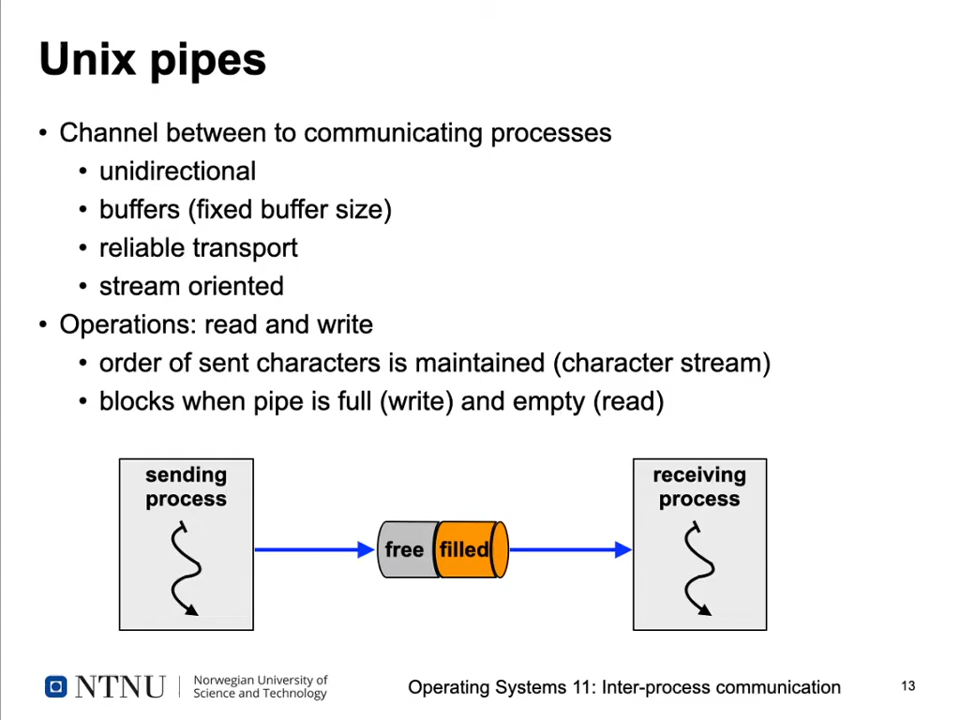 Unix pipes
• Channel between to communicating processes
• unidirectional
• buffers (fixed buffer size)
• reliable transport
• stream oriented
• Operations: read and write
• order of sent characters is maintained (character stream)
• blocks when pipe is full (write) and empty (read)
sending
process
free
filled
receiving
process
NTNU
Norwegian University of
Science and Technology
Operating Systems 11: Inter-process communication
13